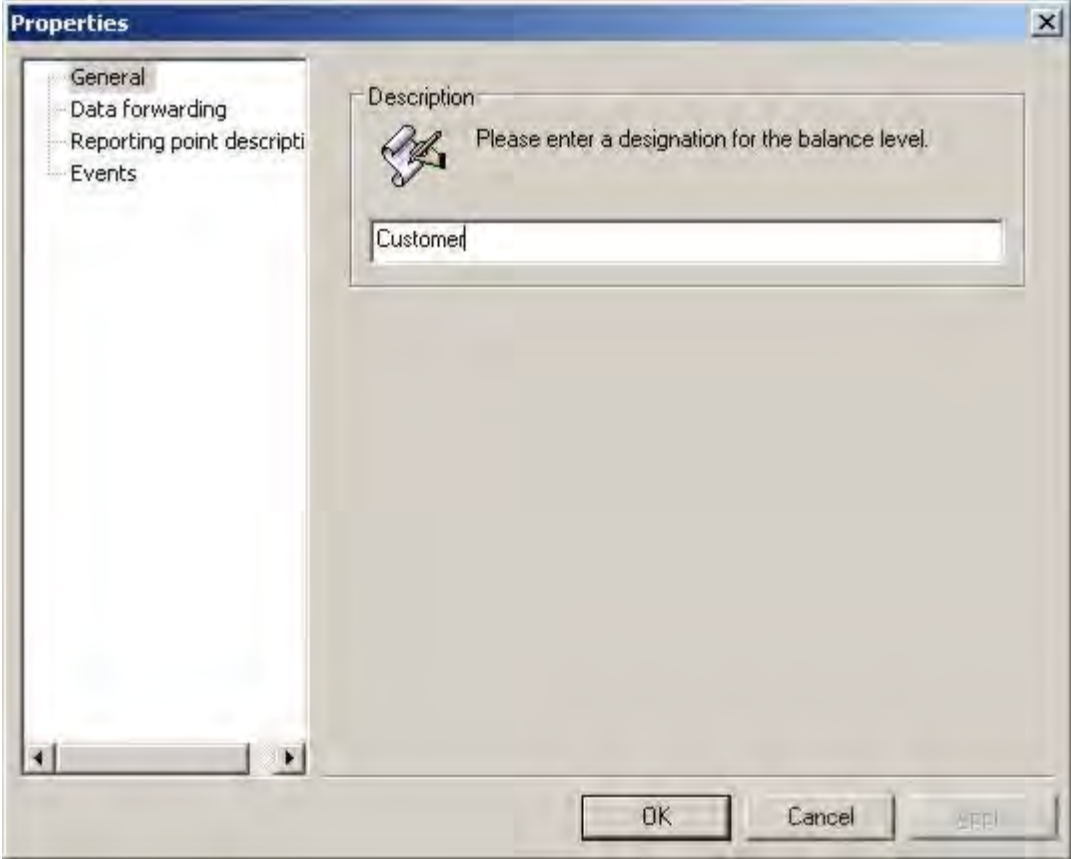 Properties
General
Data forwarding
Reporting point descripti
Events
Description
Please enter a designation for the balance level.
Customer
OK
Cancel